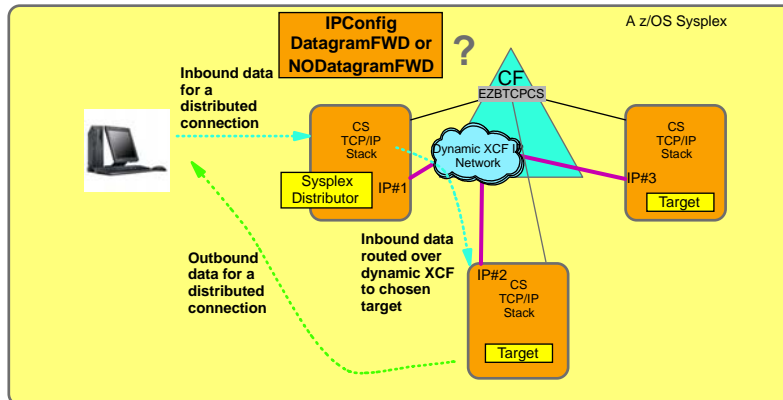 A z/OS Sysplex
IPConfig
DatagramFWD or
NODatagramFWD
?
Inbound data
for a
distributed
connection
CF
EZBTCPCS
CS
TCP/IP
Stack
IP#1
Sysplex
Distributor
Dynamic XCF IP
Network
CS
TCP/IP
Stack
IP#3
Target
Inbound data
routed over
dynamic XCF
to chosen
target
Outbound
data for a
distributed
connection
IP#2
CS
TCP/IP
Stack
Target